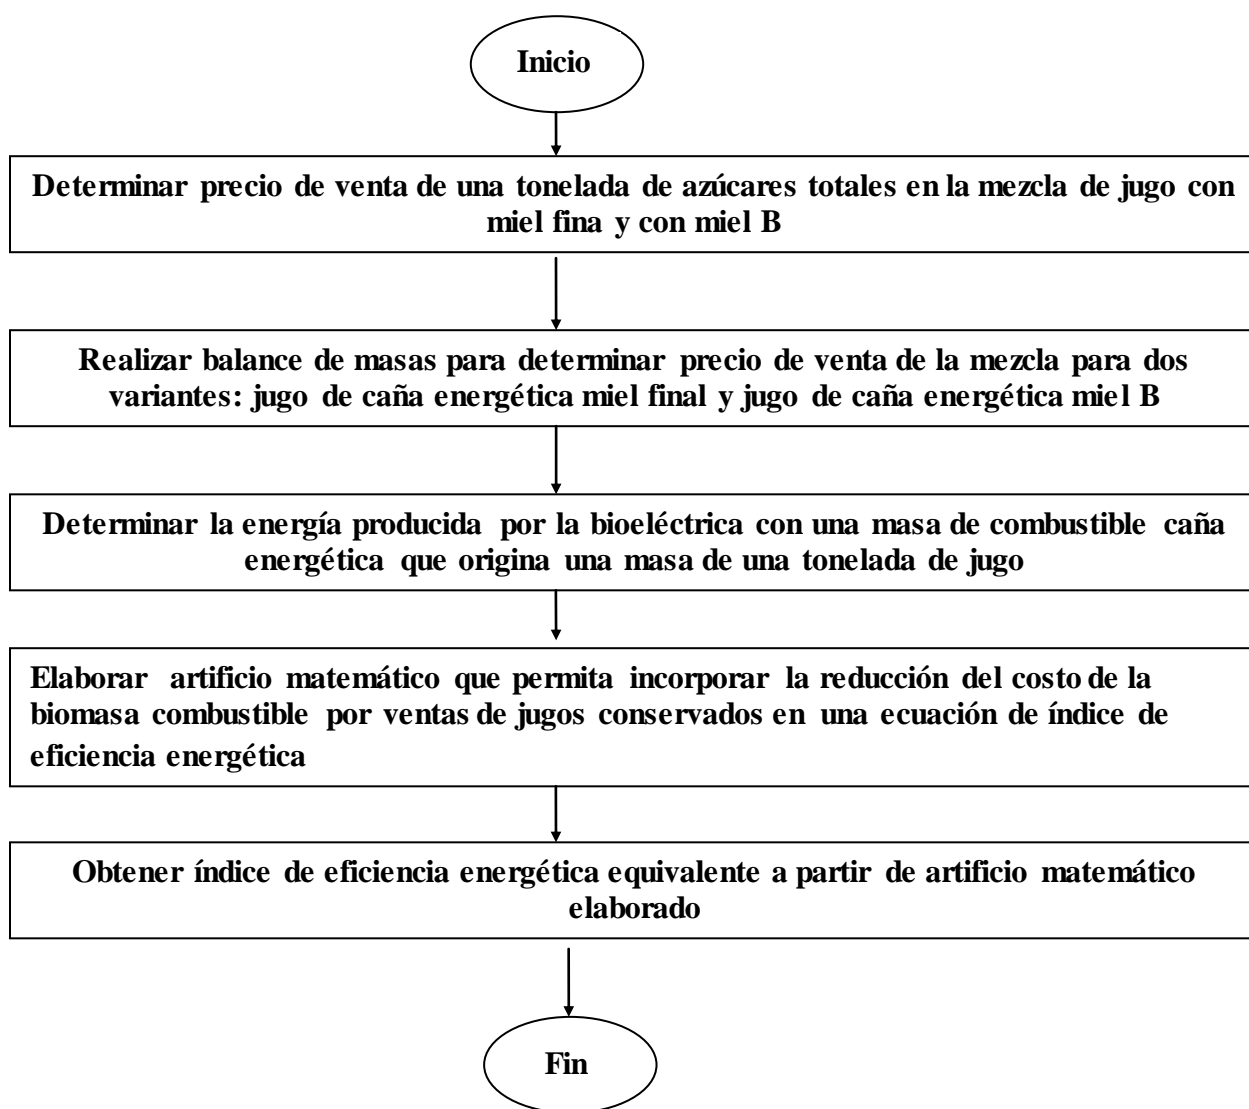 Inicio
Determinar precio de venta de una tonelada de azúcares totales en la mezcla de jugo con
miel fina y con miel B
Realizar balance de masas para determinar precio de venta de la mezcla para dos
variantes: jugo de caña energética miel final y jugo de caña energética miel B
Determinar la energía producida por la bioeléctrica con una masa de combustible caña
energética que origina una masa de una tonelada de jugo
Elaborar artificio matemático que permita incorporar la reducción del costo de la
biomasa combustible por ventas de jugos conservados en una ecuación de índice de
eficiencia energética
Obtener índice de eficiencia energética equivalente a partir de artificio matemático
elaborado
Fin